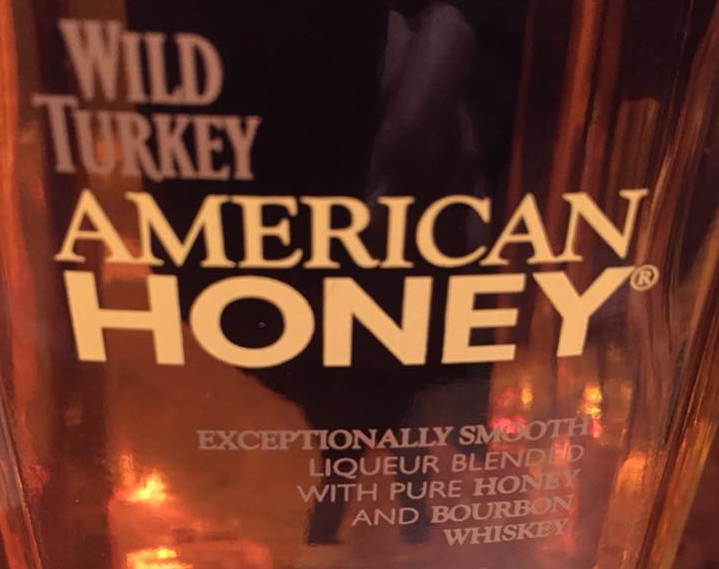 WILD
TURKEY
AMERICAN
HONEY®
EXCEPTIONALLY SMOOTH
LIQUEUR BLENDED
WITH PURE HONEY
AND BOURBON
WHISKEY